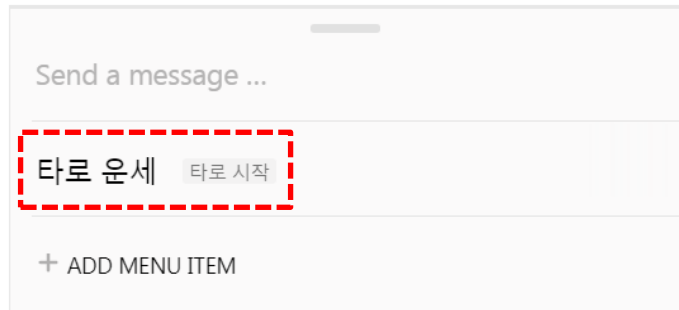 Send a message ...
타로 운세 타로 시작
+ ADD MENU ITEM